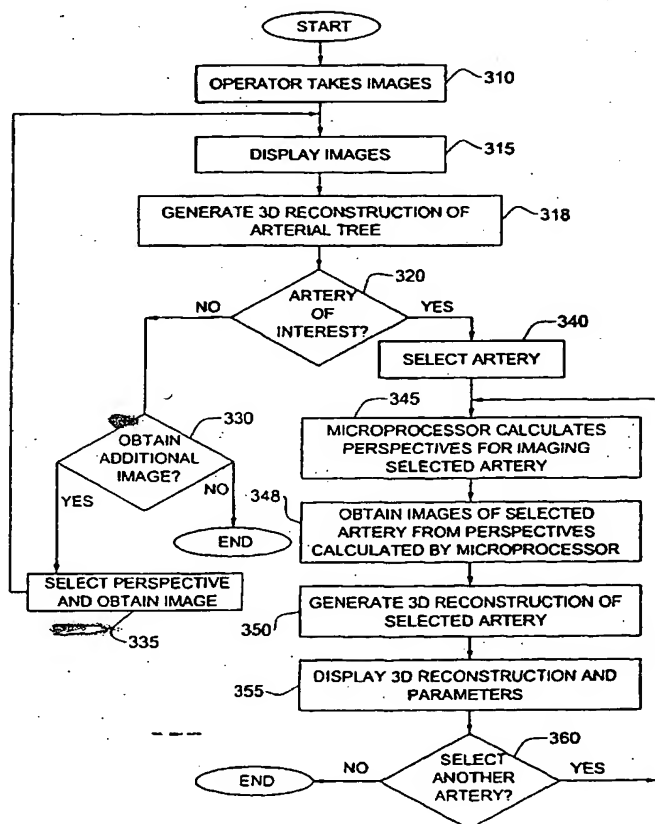 START
OPERATOR TAKES IMAGES
310
DISPLAY IMAGES
315
GENERATE 3D RECONSTRUCTION OF
ARTERIAL TREE
318
320
ARTERY
OF
INTEREST?
NO
YES
340
SELECT ARTERY
330
OBTAIN
ADDITIONAL
IMAGE?
YES
NO
END
SELECT PERSPECTIVE
AND OBTAIN IMAGE
335
345
MICROPROCESSOR CALCULATES
PERSPECTIVES FOR IMAGING
SELECTED ARTERY
348
OBTAIN IMAGES OF SELECTED
ARTERY FROM PERSPECTIVES
CALCULATED BY MICROPROCESSOR
350
GENERATE 3D RECONSTRUCTION OF
SELECTED ARTERY
355
DISPLAY 3D RECONSTRUCTION AND
PARAMETERS
360
SELECT
ANOTHER
ARTERY?
NO
YES
END